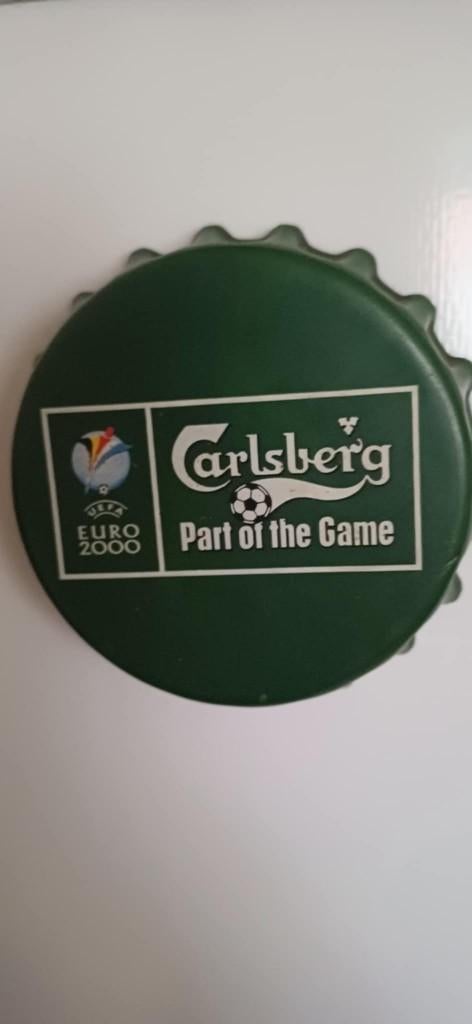 UEFA
EURO
2000
Carlsberg
Part of the Game